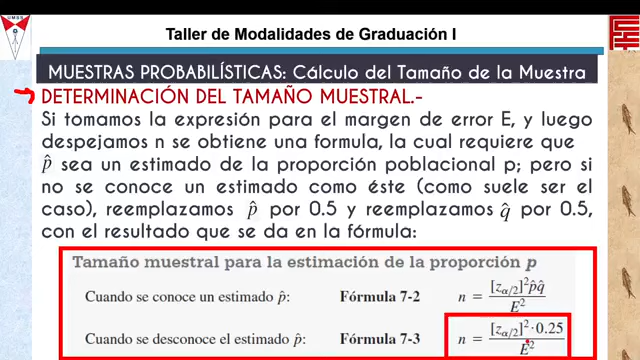 UMSS
Taller de Modalidades de Graduación I
MUESTRAS PROBABILÍSTICAS: Cálculo del Tamaño de la Muestra
DETERMINACIÓN DEL TAMAÑO MUESTRAL.-
Si tomamos la expresión para el margen de error E, y luego
despejamos n se obtiene una formula, la cual requiere que
p̂ sea un estimado de la proporción poblacional p; pero si
no se conoce un estimado como éste (como suele ser el
caso), reemplazamos p̂ por 0.5 y reemplazamos q̂ por 0.5,
con el resultado que se da en la fórmula:
Tamaño muestral para la estimación de la proporción p
Cuando se conoce un estimado p̂: Fórmula 7-2 n = [z_{α/2}]² p̂q̂ / E²
Cuando se desconoce el estimado p̂: Fórmula 7-3 n = [z_{α/2}]² · 0.25 / E²